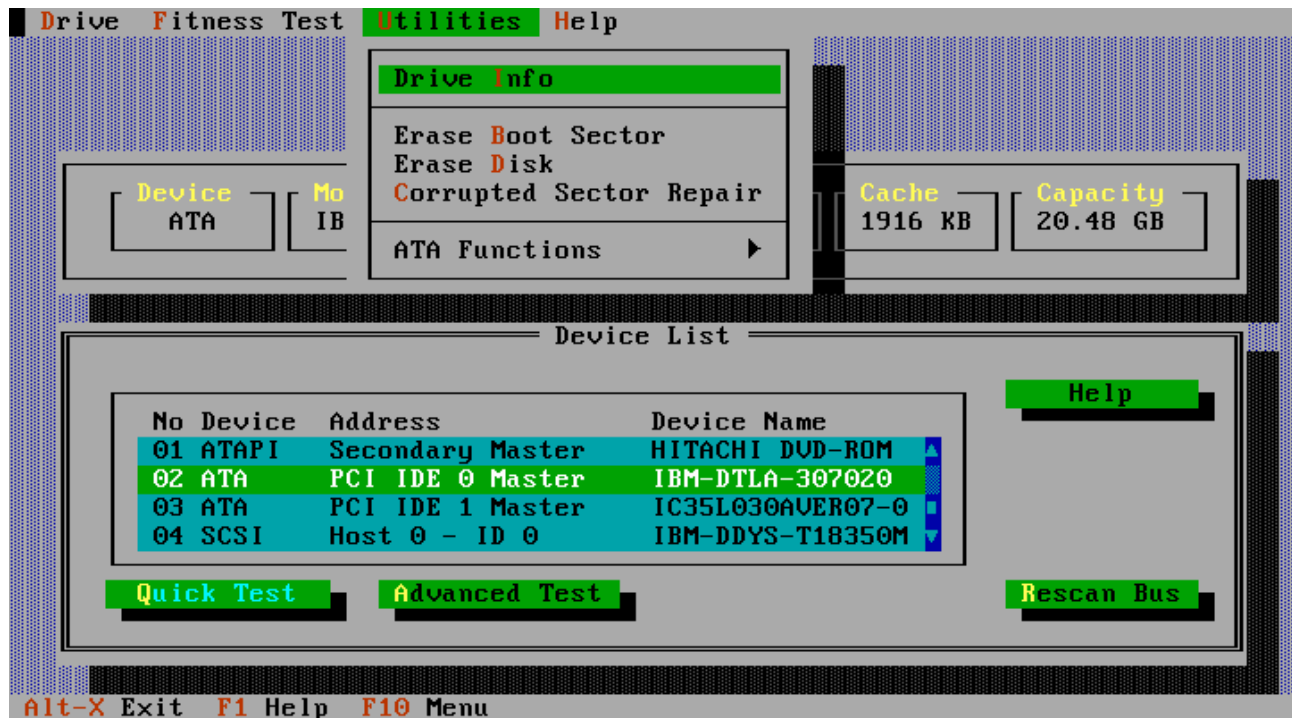 Drive Fitness Test Utilities Help
Drive Info
Erase Boot Sector
Erase Disk
Corrupted Sector Repair
ATA Functions
Device Mo Cache Capacity
ATA IB 1916 KB 20.48 GB
Device List
Help
No Device Address Device Name
01 ATAPI Secondary Master HITACHI DVD-ROM
02 ATA PCI IDE 0 Master IBM-DTLA-307020
03 ATA PCI IDE 1 Master IC35L030AVER07-0
04 SCSI Host 0 - ID 0 IBM-DDYS-T18350M
Quick Test Advanced Test Rescan Bus
Alt-X Exit F1 Help F10 Menu